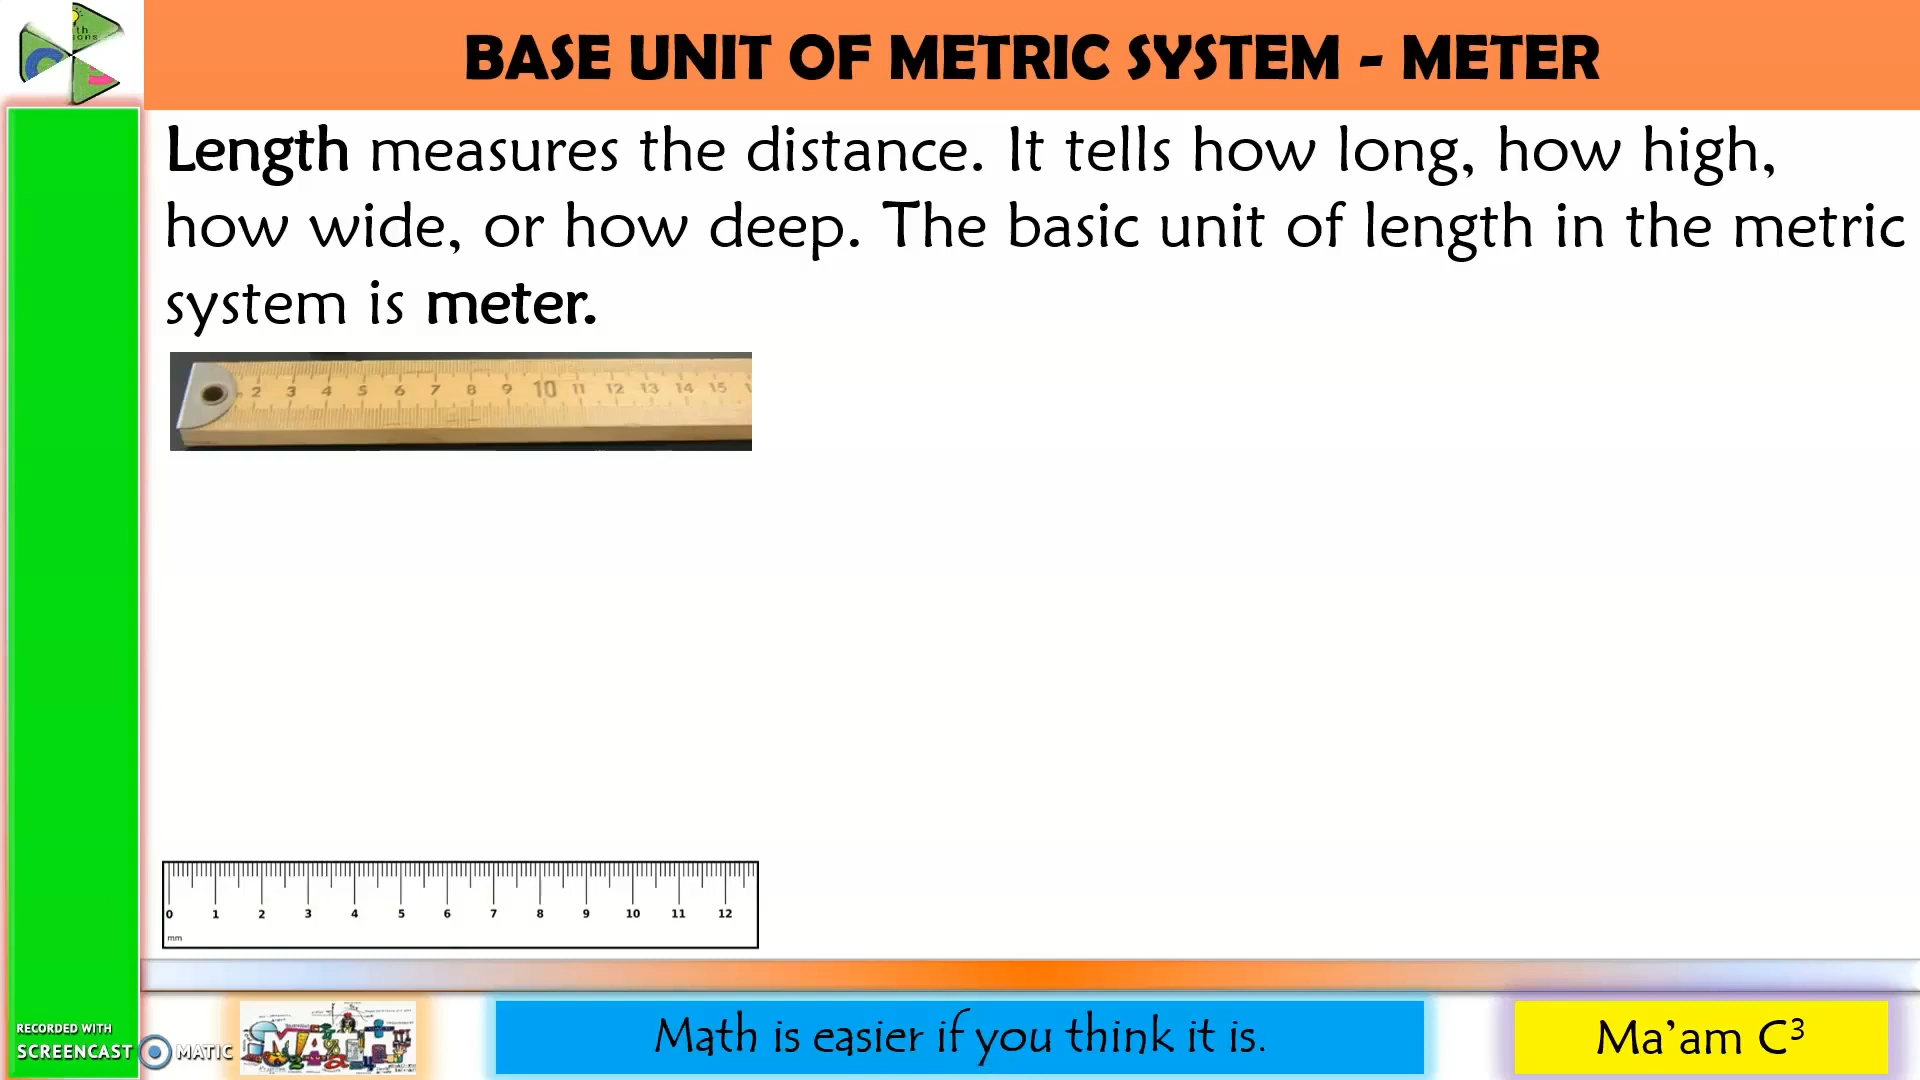 th
ons
BASE UNIT OF METRIC SYSTEM - METER
Length measures the distance. It tells how long, how high,
how wide, or how deep. The basic unit of length in the metric
system is meter.
2 3 4 5 6 7 8 9 10 11 12 13 14 15
0 1 2 3 4 5 6 7 8 9 10 11 12
mm
RECORDED WITH
SCREENCAST MATIC
MATH
Math is easier if you think it is.
Ma’am C³